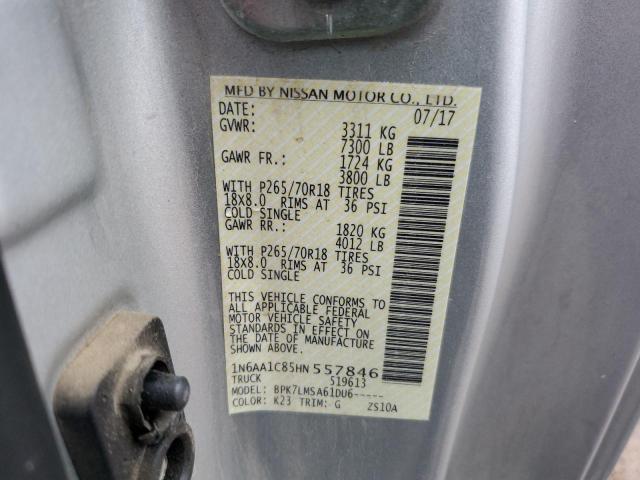 MFD BY NISSAN MOTOR CO., LTD.
DATE: 07/17
GVWR: 3311 KG
7300 LB
GAWR FR.: 1724 KG
3800 LB
WITH P265/70R18 TIRES
18X8.0 RIMS AT 36 PSI
COLD SINGLE
GAWR RR.: 1820 KG
4012 LB
WITH P265/70R18 TIRES
18X8.0 RIMS AT 36 PSI
COLD SINGLE
THIS VEHICLE CONFORMS TO
ALL APPLICABLE FEDERAL
MOTOR VEHICLE SAFETY
STANDARDS IN EFFECT ON
THE DATE OF MANUFACTURE
SHOWN ABOVE.
1N6AA1C85HN557846
TRUCK 519613
MODEL: BPK7LMSA61DU6-----
COLOR: K23 TRIM: G ZS10A